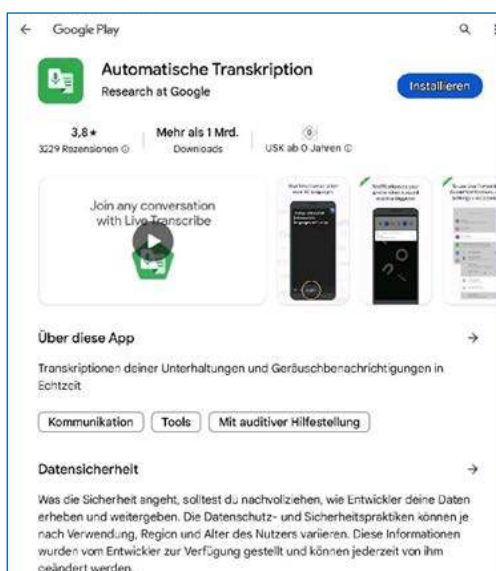 Google Play
Automatische Transkription
Research at Google
Installieren
3,8★ Mehr als 1 Mrd. 0
3229 Rezensionen Downloads USK ab 0 Jahren
Join any conversation
with Live Transcribe
Über diese App
Transkriptionen deiner Unterhaltungen und Geräuschbenachrichtigungen in
Echtzeit
Kommunikation Tools Mit auditiver Hilfestellung
Datensicherheit
Was die Sicherheit angeht, solltest du nachvollziehen, wie Entwickler deine Daten
erheben und weitergeben. Die Datenschutz- und Sicherheitspraktiken können je
nach Verwendung, Region und Alter des Nutzers variieren. Diese Informationen
wurden vom Entwickler zur Verfügung gestellt und können jederzeit von ihm
geändert werden.